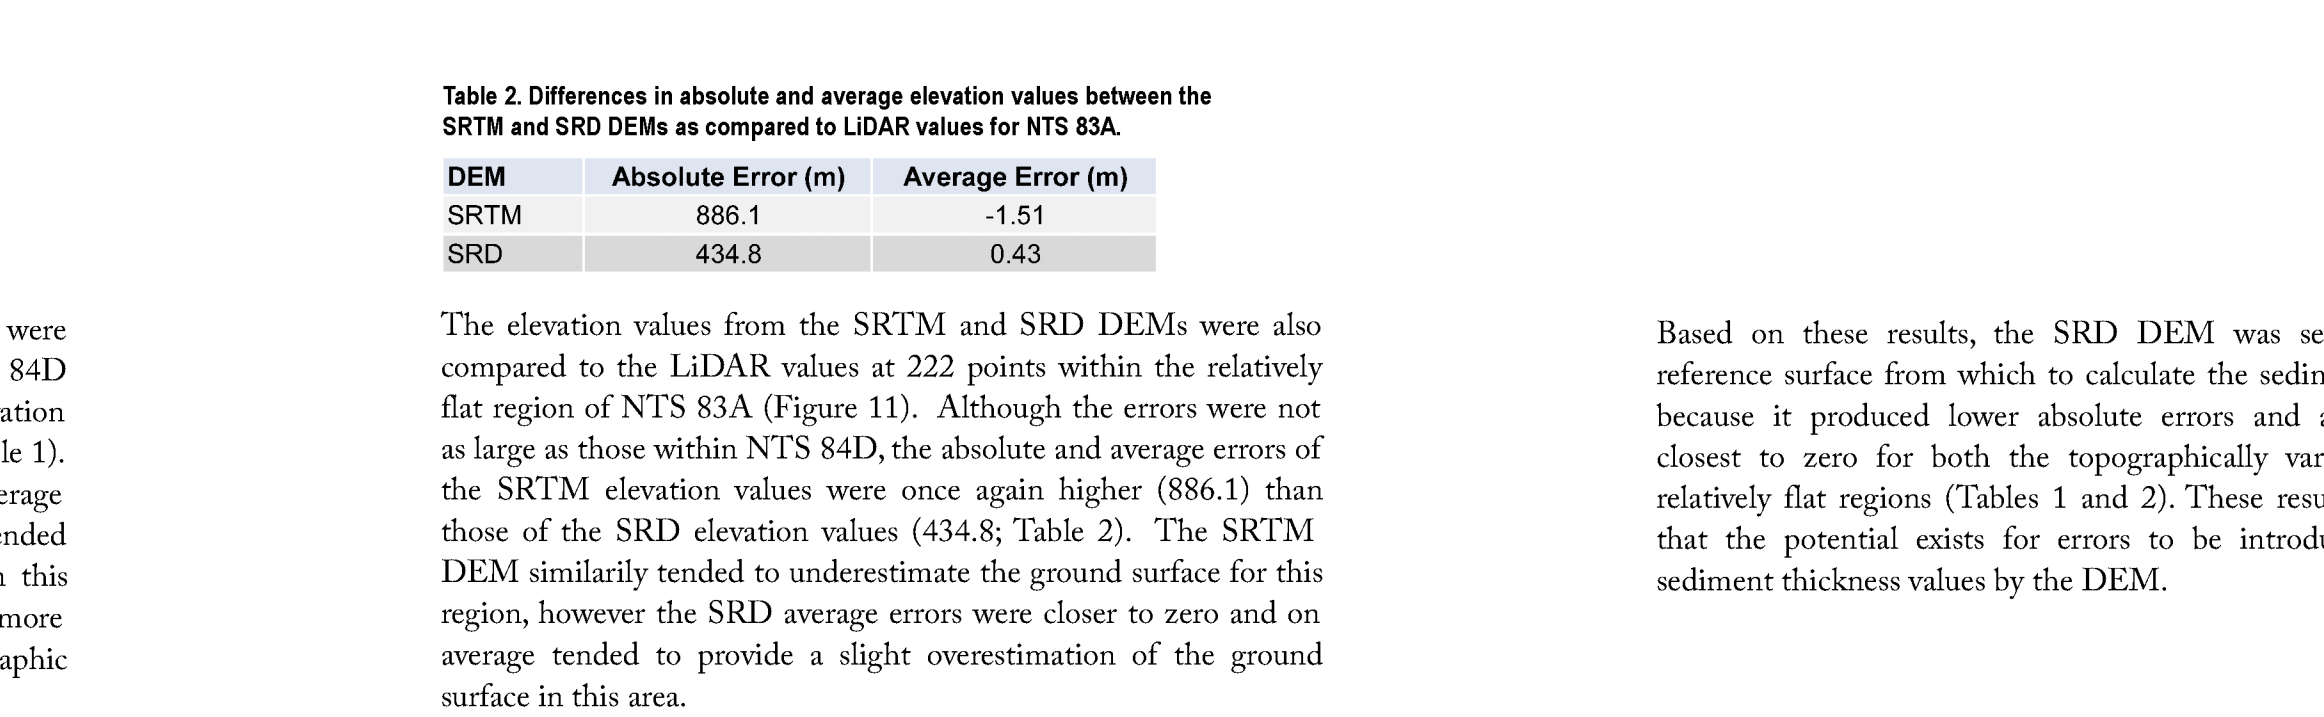 were
84D
ation
le 1).
erage
ended
this
more
aphic
Table 2. Differences in absolute and average elevation values between the
SRTM and SRD DEMs as compared to LiDAR values for NTS 83A.
DEM Absolute Error (m) Average Error (m)
SRTM 886.1 -1.51
SRD 434.8 0.43
The elevation values from the SRTM and SRD DEMs were also
compared to the LiDAR values at 222 points within the relatively
flat region of NTS 83A (Figure 11). Although the errors were not
as large as those within NTS 84D, the absolute and average errors of
the SRTM elevation values were once again higher (886.1) than
those of the SRD elevation values (434.8; Table 2). The SRTM
DEM similarily tended to underestimate the ground surface for this
region, however the SRD average errors were closer to zero and on
average tended to provide a slight overestimation of the ground
surface in this area.
Based on these results, the SRD DEM was se
reference surface from which to calculate the sedin
because it produced lower absolute errors and a
closest to zero for both the topographically var
relatively flat regions (Tables 1 and 2). These resu
that the potential exists for errors to be introdu
sediment thickness values by the DEM.